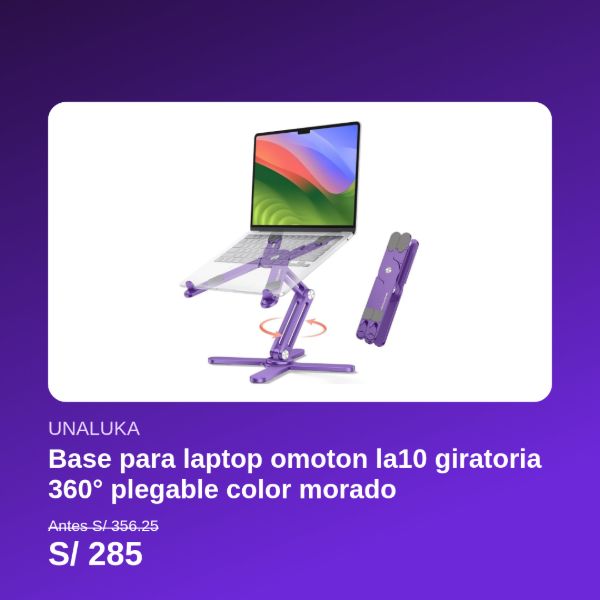 UNALUKA
Base para laptop omoton la10 giratoria
360° plegable color morado
Antes S/ 356.25
S/ 285